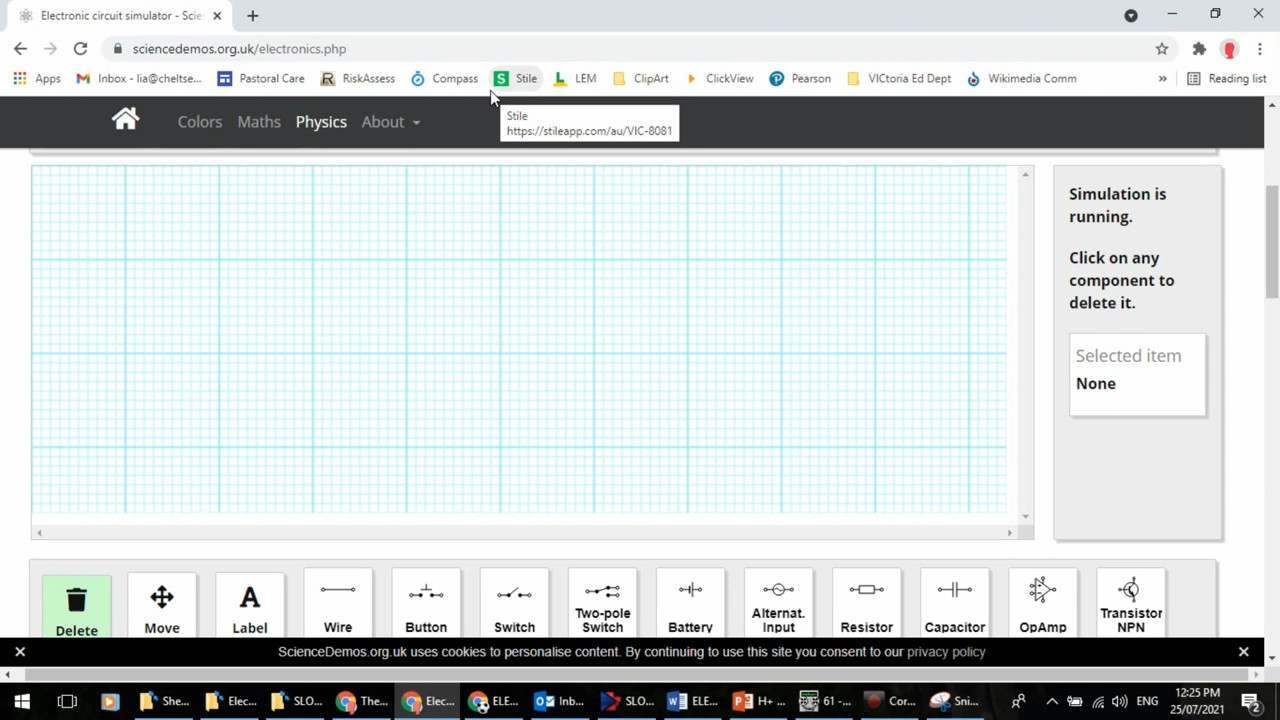 Electronic circuit simulator - Scie
sciencedemos.org.uk/electronics.php
Apps
Inbox - lia@cheltse...
Pastoral Care
RiskAssess
Compass
Stile
LEM
ClipArt
ClickView
Pearson
VICtoria Ed Dept
Wikimedia Comm
»
Reading list
Colors
Maths
Physics
About
Stile
https://stileapp.com/au/VIC-8081
Simulation is
running.
Click on any
component to
delete it.
Selected item
None
Delete
Move
Label
Wire
Button
Switch
Two-pole
Switch
Battery
Alternat.
Input
Resistor
Capacitor
OpAmp
Transistor
NPN
ScienceDemos.org.uk uses cookies to personalise content. By continuing to use this site you consent to our privacy policy
She...
Elec...
SLO...
The...
Elec...
ELE...
Inb...
SLO...
ELE...
H+ ...
61 -...
Cor...
Sni...
ENG
12:25 PM
25/07/2021
2